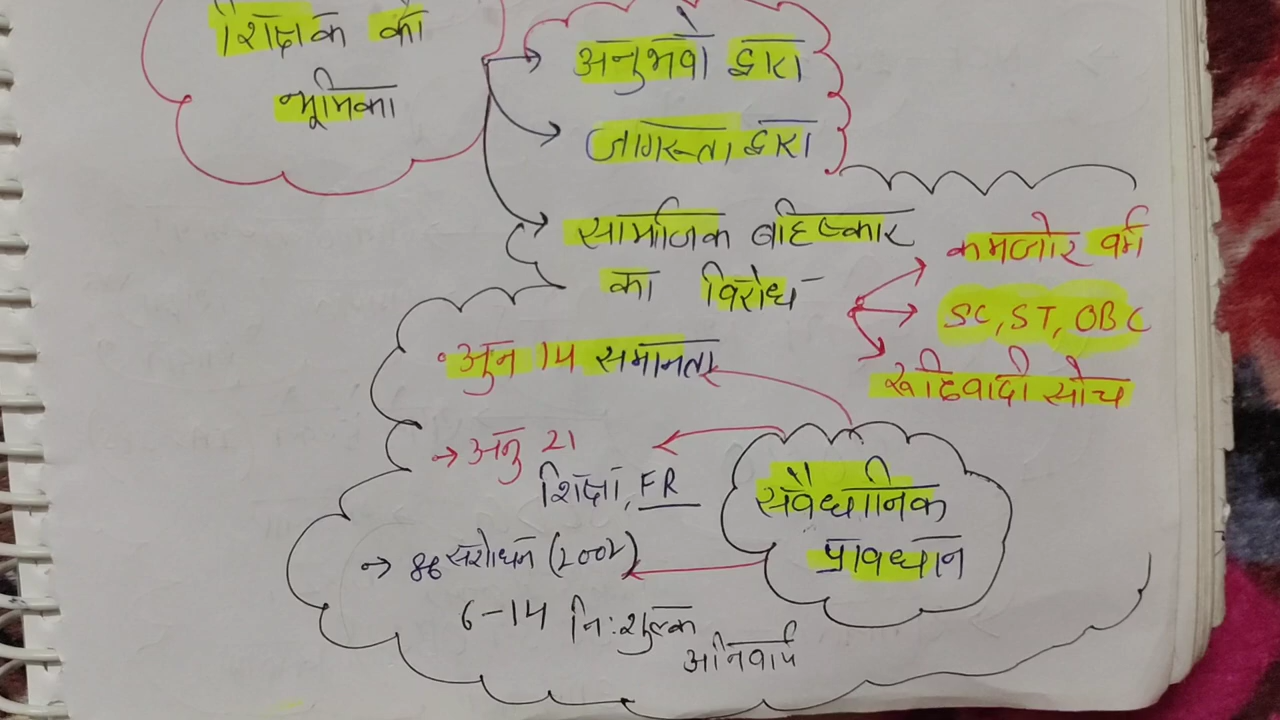 शिक्षक की
भूमिका
अनुभवो द्वारा
जागरूता द्वारा
सामाजिक बहिष्कार
का विरोध
कमजोर वर्ग
SC, ST, OBC
रूढिवादी सोच
• अनु 14 समानता
→ अनु 21
शिक्षा, FR
→ 86 संशोधन (2002)
6-14 नि:शुल्क
अनिवार्य
संवैधानिक
प्रावधान